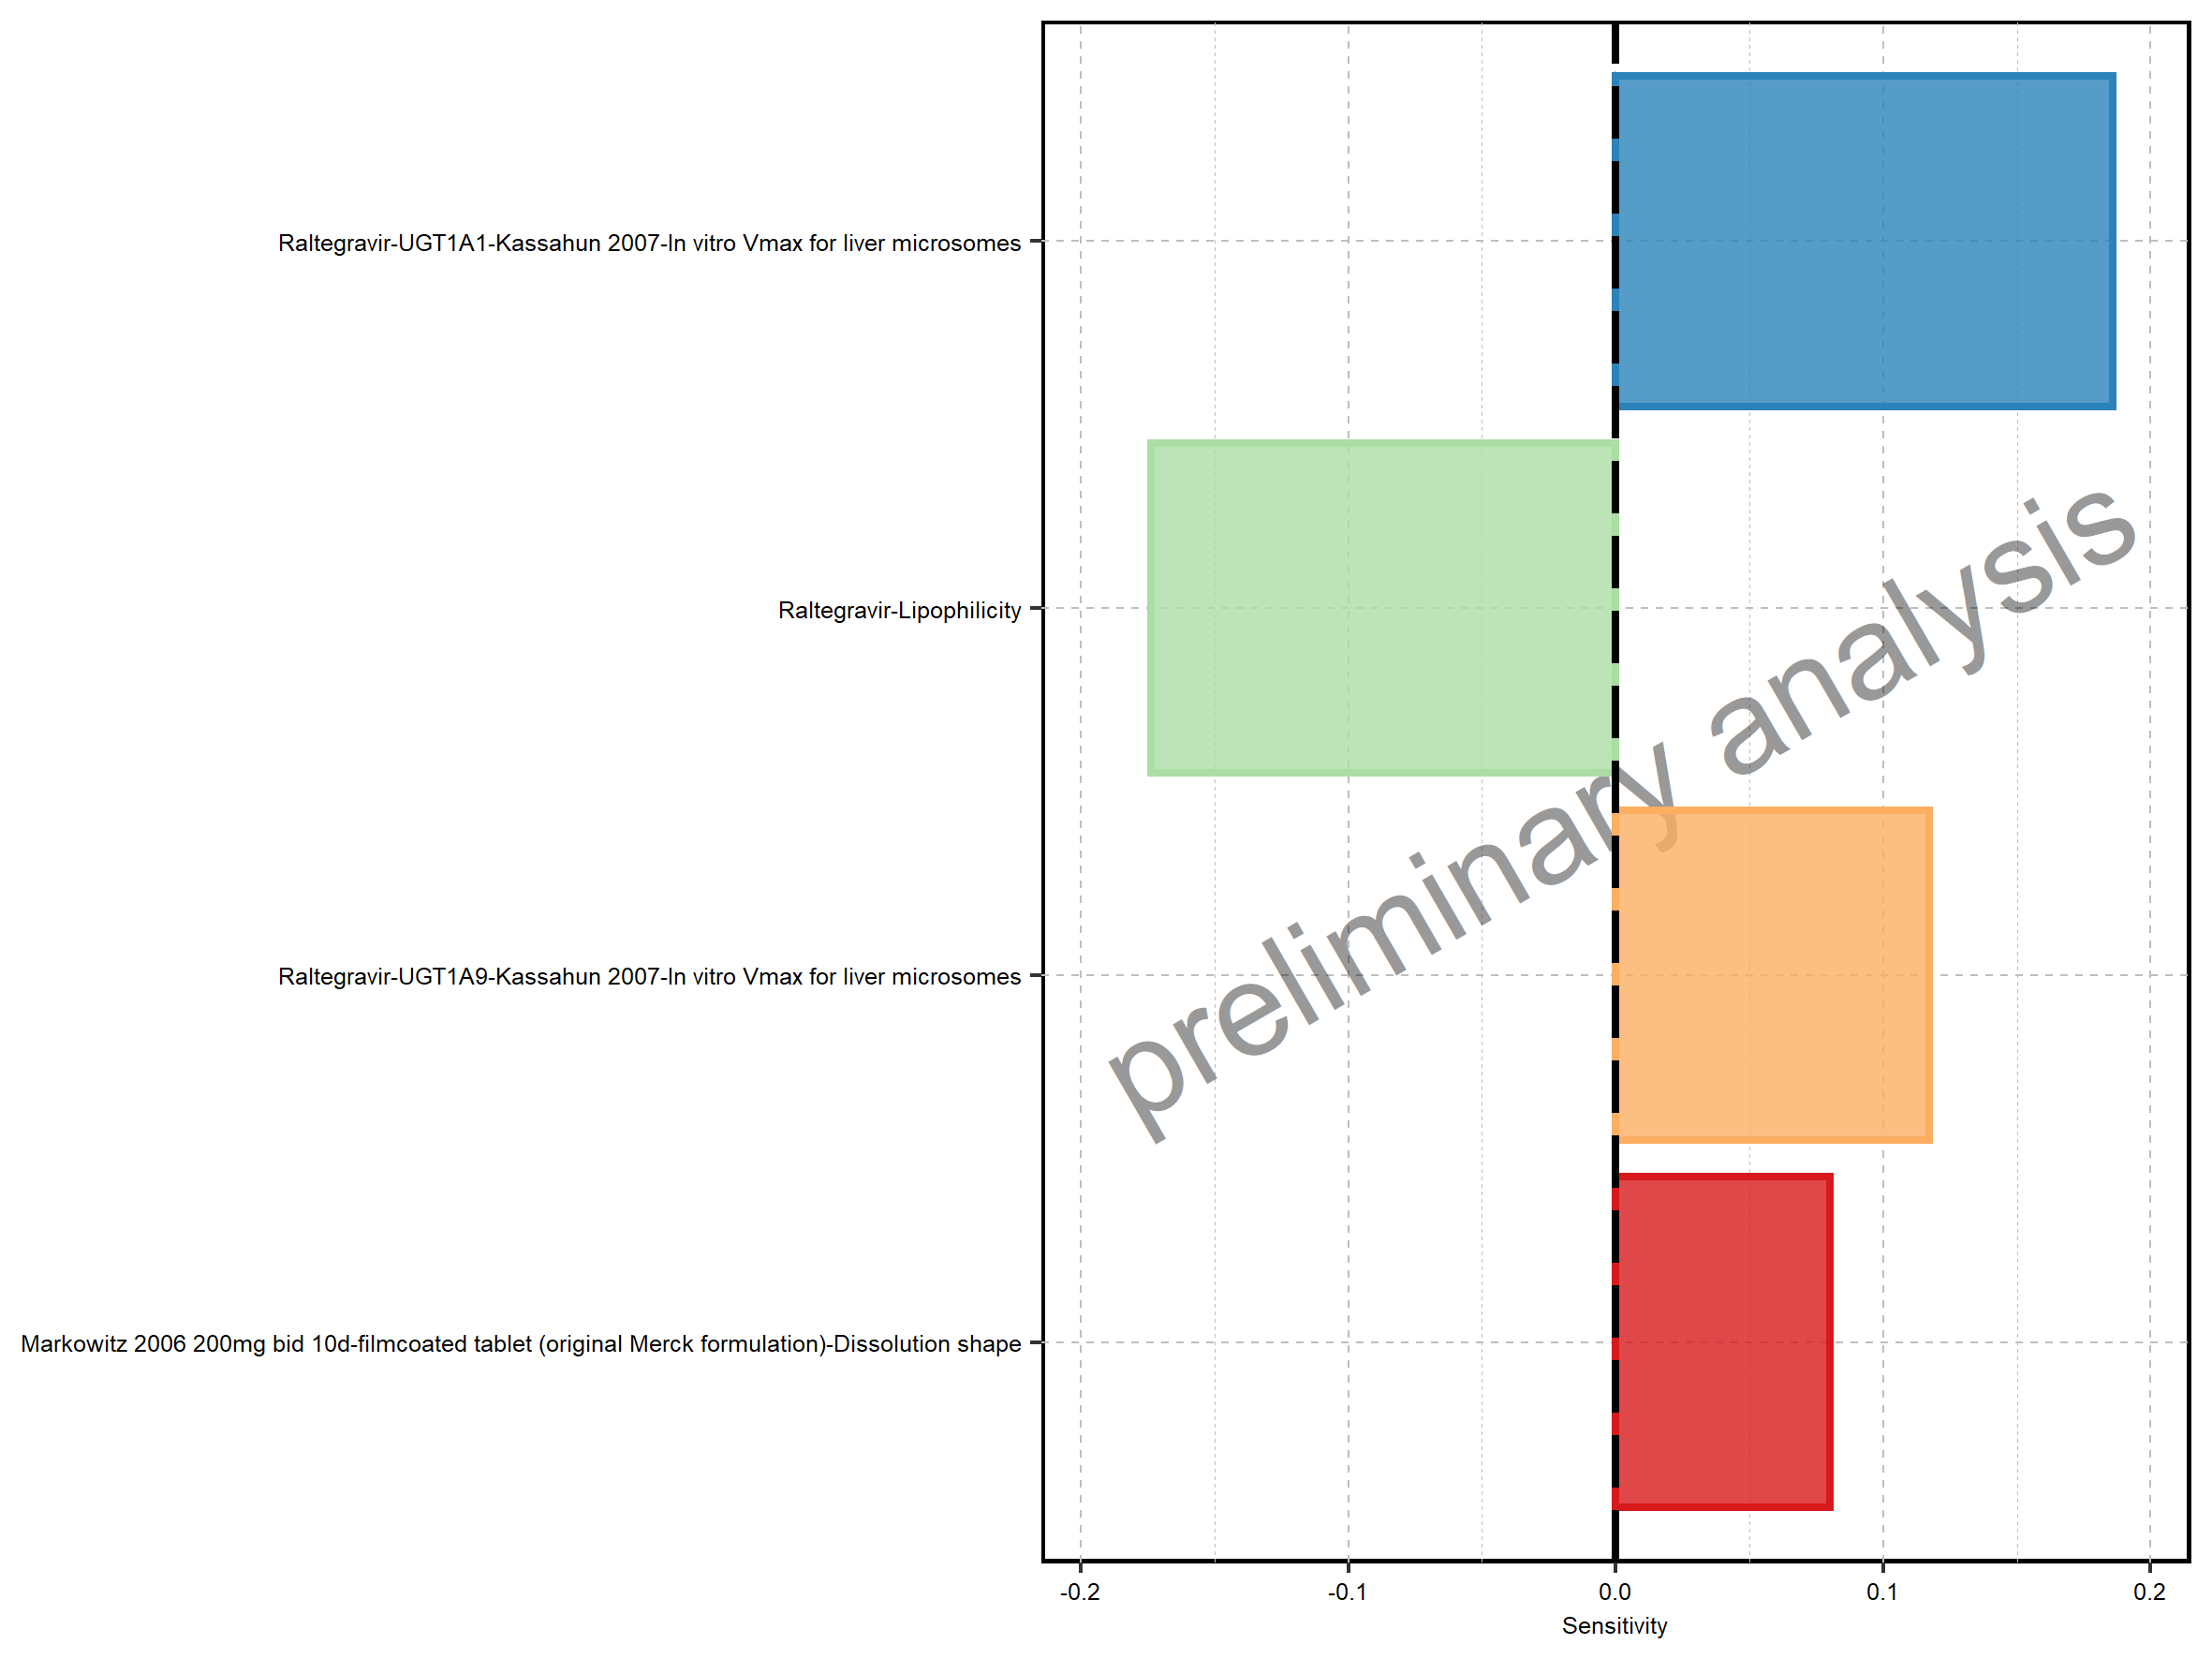 Raltegravir-UGT1A1-Kassahun 2007-In vitro Vmax for liver microsomes
Raltegravir-Lipophilicity
Raltegravir-UGT1A9-Kassahun 2007-In vitro Vmax for liver microsomes
Markowitz 2006 200mg bid 10d-filmcoated tablet (original Merck formulation)-Dissolution shape
preliminary analysis
-0.2 -0.1 0.0 0.1 0.2
Sensitivity